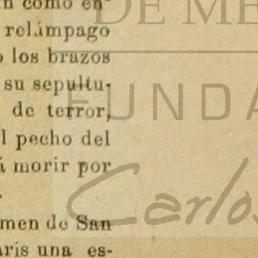 n como en-
relámpago
o los brazos
su sepultu-
de terror,
l pecho del
á morir por
men de San
arís una es-
DE ME
FUNDA
Carlos